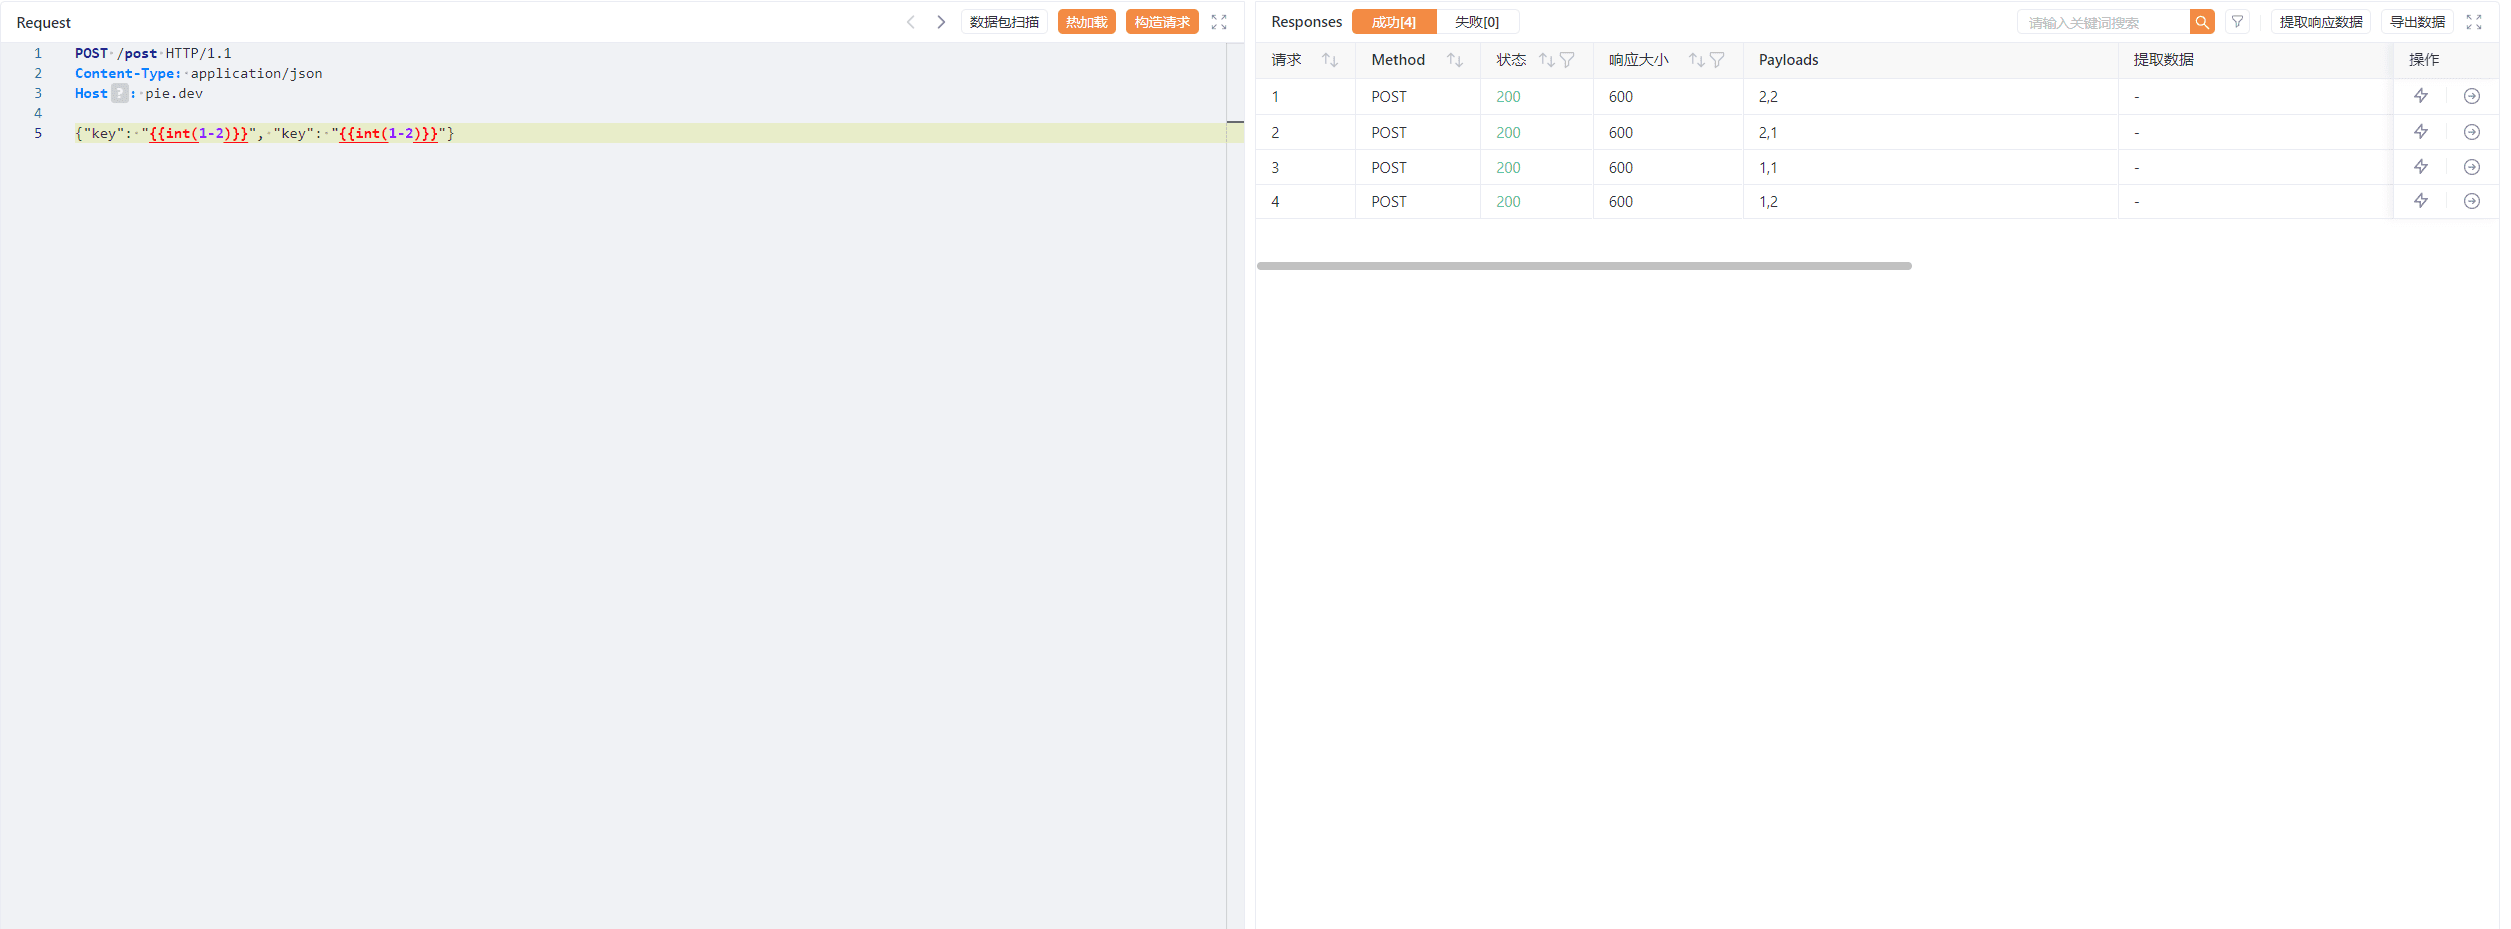 Request
数据包扫描
热加载
构造请求
1 POST /post HTTP/1.1
2 Content-Type: application/json
3 Host ? : pie.dev
4
5 {"key": "{{int(1-2)}}", "key": "{{int(1-2)}}"}
Responses
成功[4]
失败[0]
请输入关键词搜索
提取响应数据
导出数据
请求 Method 状态 响应大小 Payloads 提取数据 操作
1 POST 200 600 2,2 -
2 POST 200 600 2,1 -
3 POST 200 600 1,1 -
4 POST 200 600 1,2 -